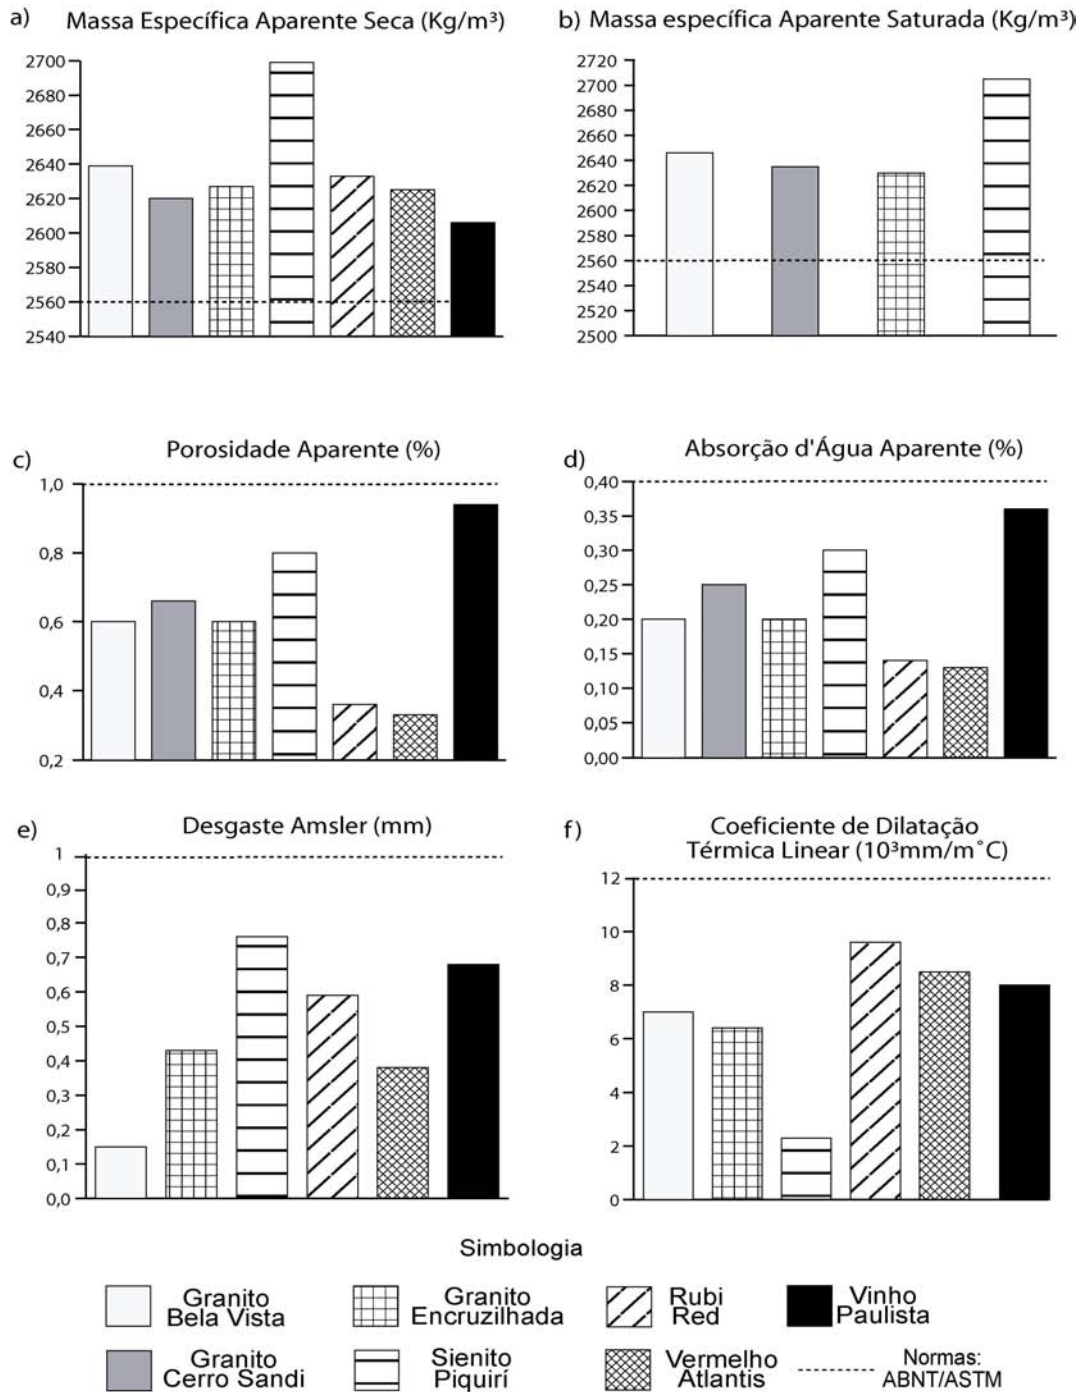 a) Massa Específica Aparente Seca (Kg/m³)
2700
2680
2660
2640
2620
2600
2580
2560
2540
b) Massa específica Aparente Saturada (Kg/m³)
2720
2700
2680
2660
2640
2620
2600
2580
2560
2540
2520
2500
c) Porosidade Aparente (%)
1,0
0,8
0,6
0,4
0,2
d) Absorção d'Água Aparente (%)
0,40
0,35
0,30
0,25
0,20
0,15
0,10
0,05
0,00
e) Desgaste Amsler (mm)
1
0,9
0,8
0,7
0,6
0,5
0,4
0,3
0,2
0,1
0,0
f) Coeficiente de Dilatação
Térmica Linear (10³mm/m°C)
12
10
8
6
4
2
0
Simbologia
Granito
Bela Vista
Granito
Encruzilhada
Rubi
Red
Vinho
Paulista
Granito
Cerro Sandi
Sienito
Piquirí
Vermelho
Atlantis
Normas:
ABNT/ASTM